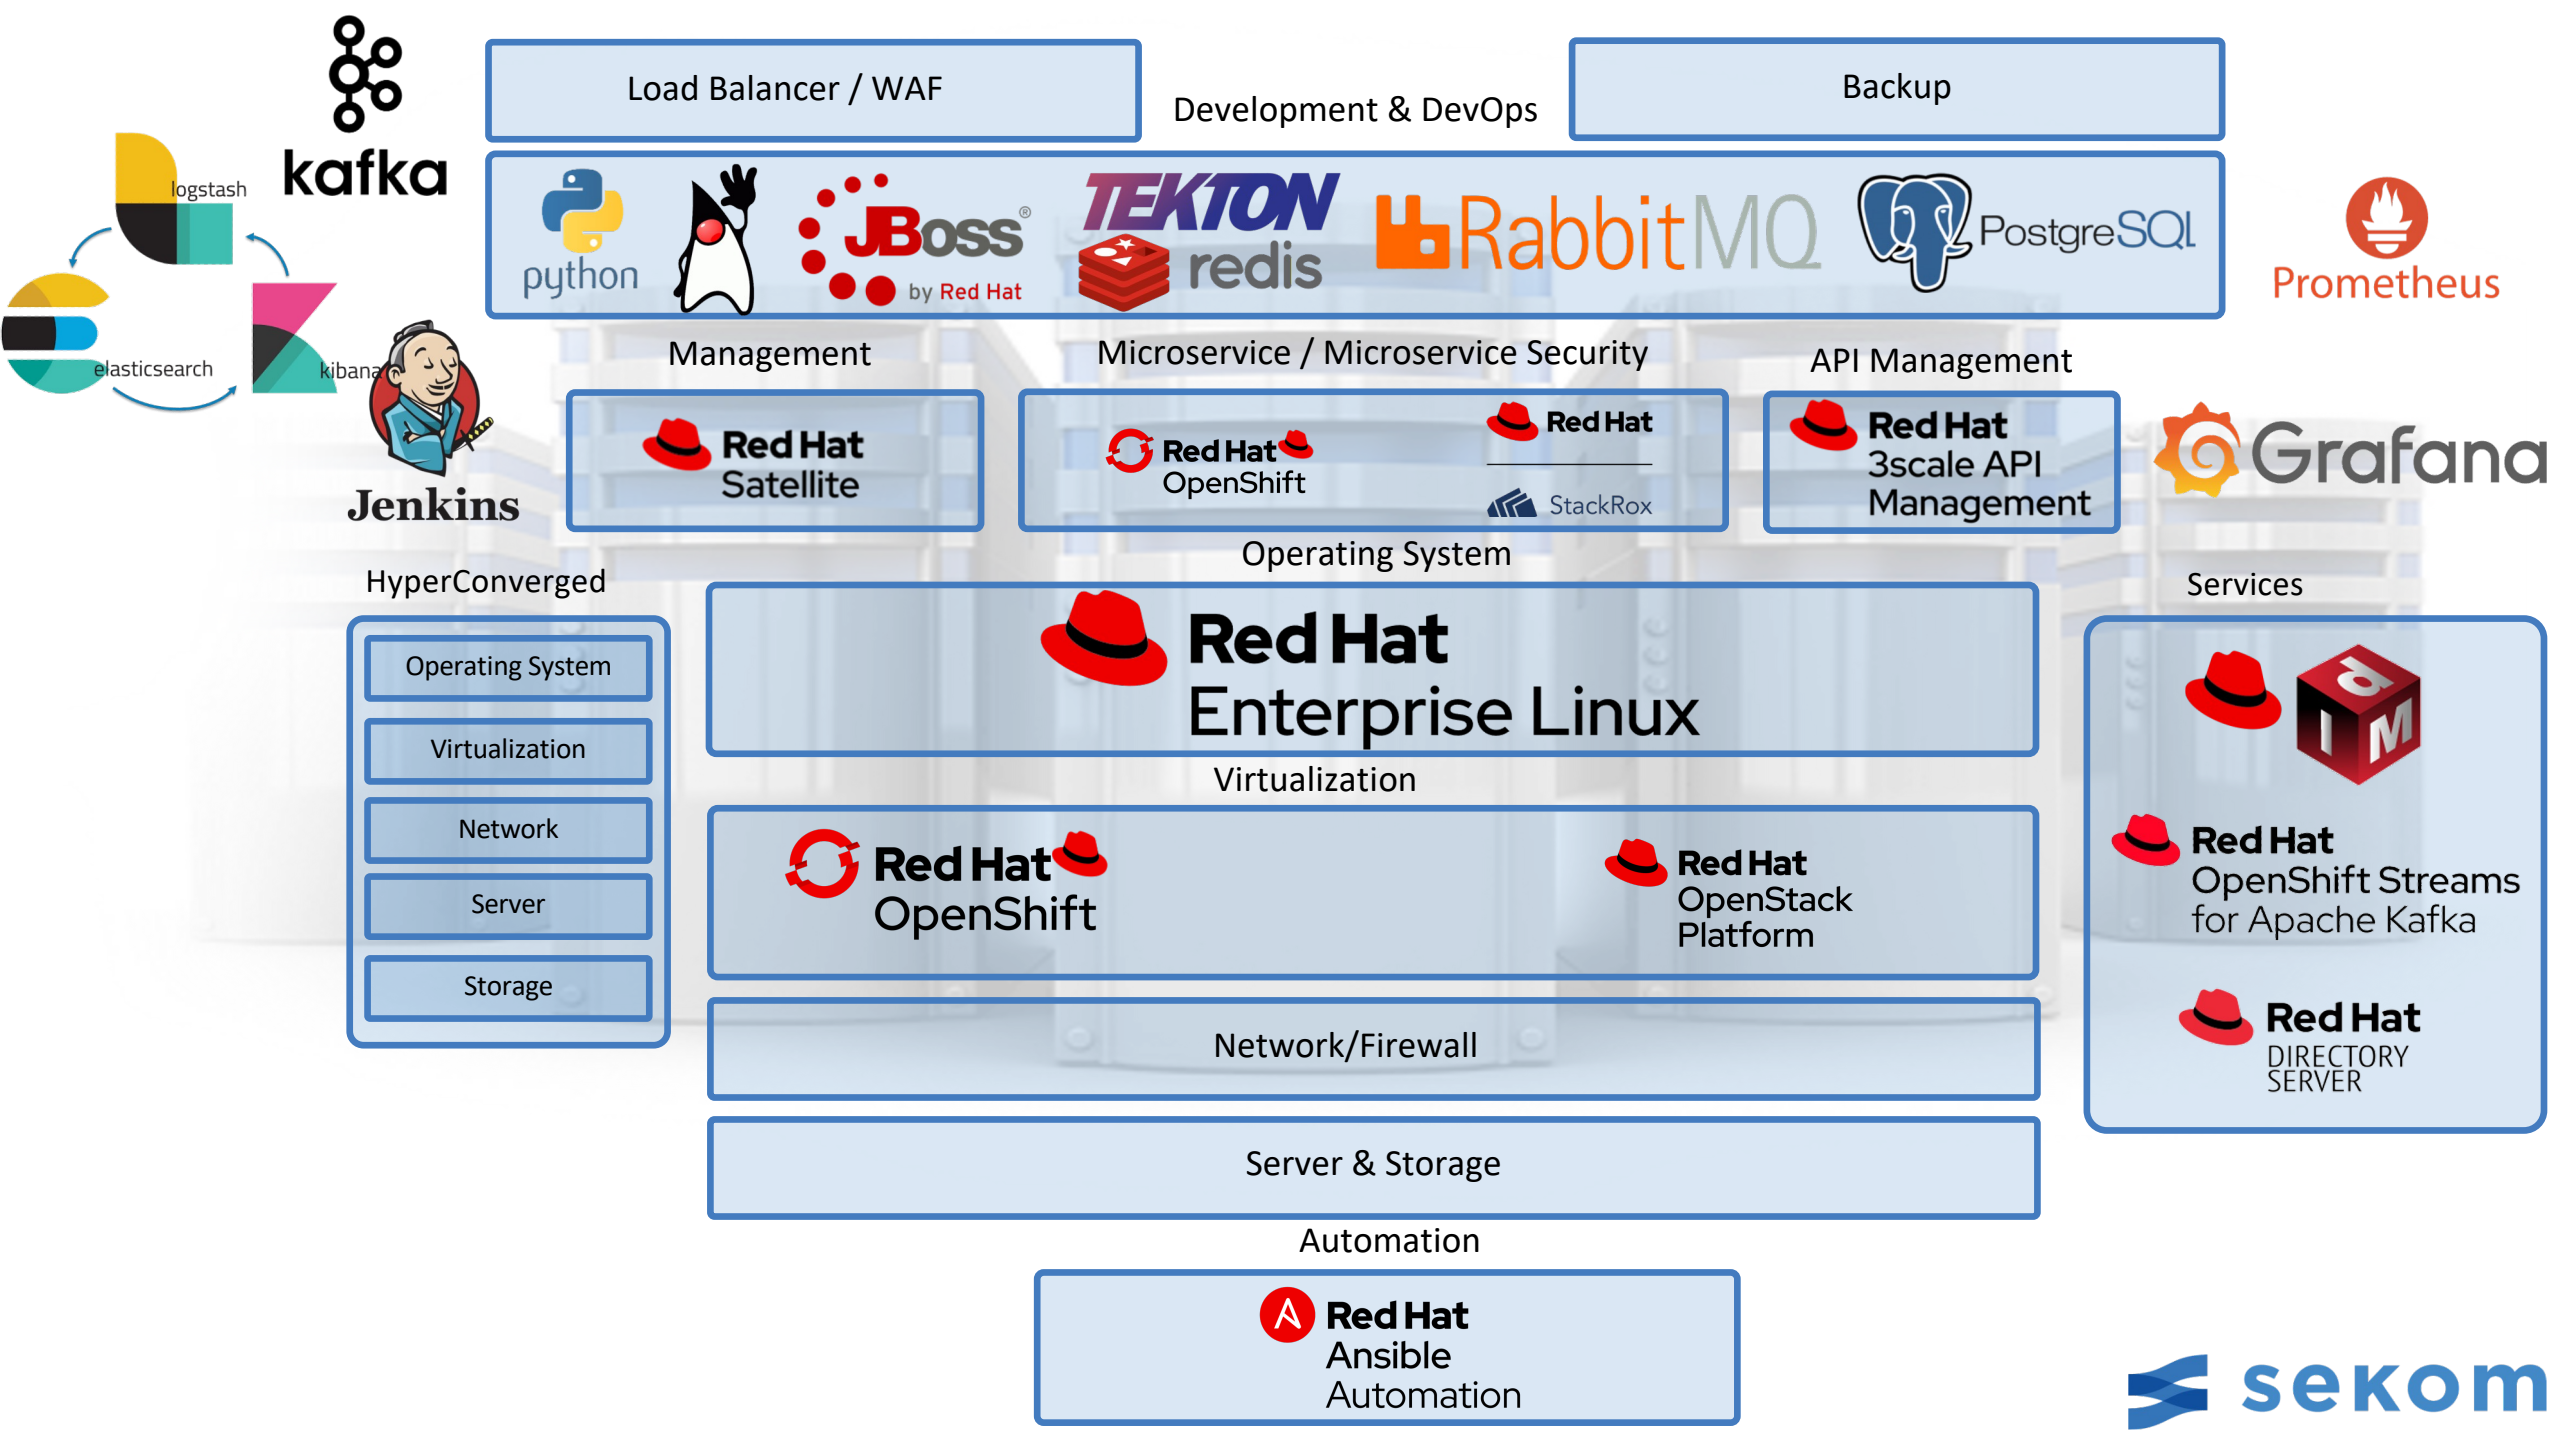 kafka
Load Balancer / WAF
Development & DevOps
Backup
logstash
elasticsearch
kibana
python
JBoss®
by Red Hat
TEKTON
redis
RabbitMQ
PostgreSQL
Prometheus
Jenkins
Management
Red Hat
Satellite
Microservice / Microservice Security
Red Hat
OpenShift
Red Hat
StackRox
API Management
Red Hat
3scale API
Management
Grafana
HyperConverged
Operating System
Virtualization
Network
Server
Storage
Operating System
Red Hat
Enterprise Linux
Virtualization
Red Hat
OpenShift
Red Hat
OpenStack
Platform
Network/Firewall
Server & Storage
Services
d
I M
Red Hat
OpenShift Streams
for Apache Kafka
Red Hat
DIRECTORY
SERVER
Automation
Red Hat
Ansible
Automation
sekom